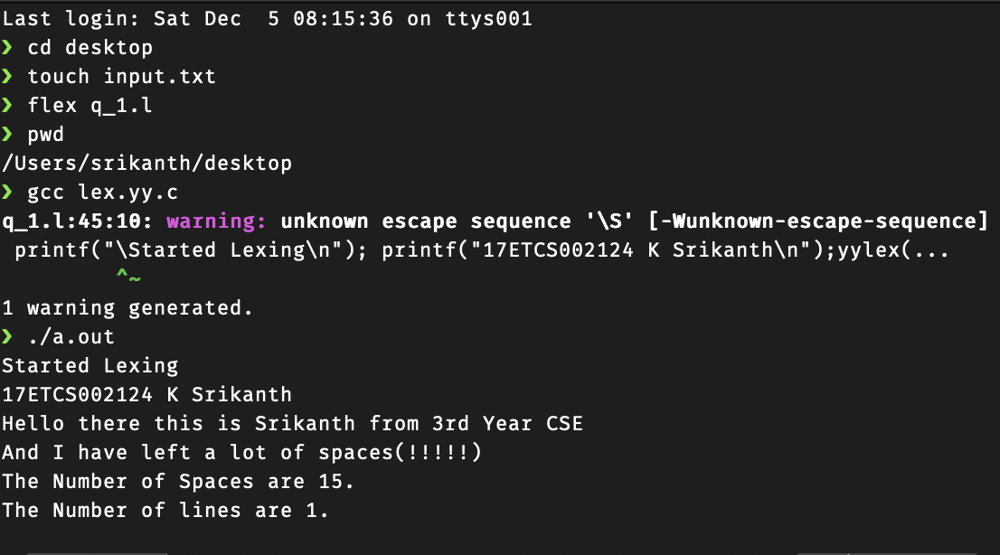 Last login: Sat Dec  5 08:15:36 on ttys001
❯ cd desktop
❯ touch input.txt
❯ flex q_1.l
❯ pwd
/Users/srikanth/desktop
❯ gcc lex.yy.c
q_1.l:45:10: warning: unknown escape sequence '\S' [-Wunknown-escape-sequence]
 printf("\Started Lexing\n"); printf("17ETCS002124 K Srikanth\n");yylex(...
         ^~
1 warning generated.
❯ ./a.out
Started Lexing
17ETCS002124 K Srikanth
Hello there this is Srikanth from 3rd Year CSE
And I have left a lot of spaces(!!!!!)
The Number of Spaces are 15.
The Number of lines are 1.